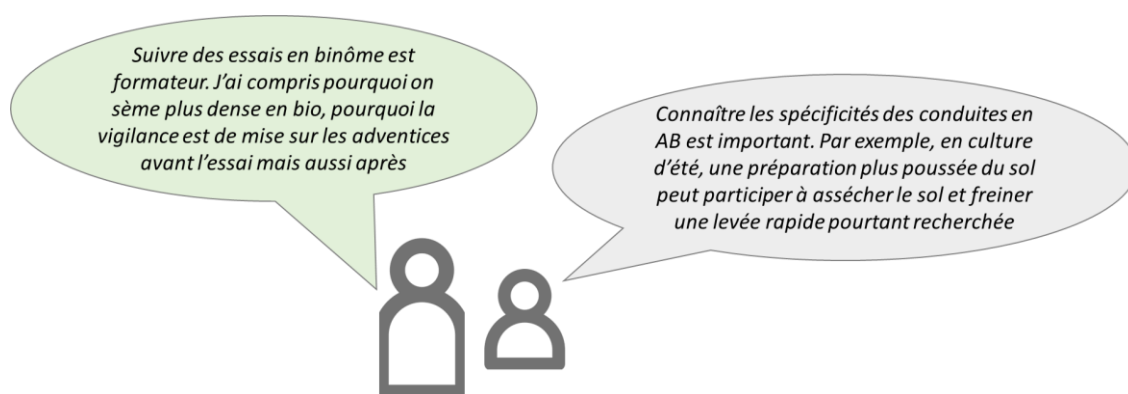 Suivre des essais en binôme est
formateur. J’ai compris pourquoi on
sème plus dense en bio, pourquoi la
vigilance est de mise sur les adventices
avant l’essai mais aussi après
Connaître les spécificités des conduites en
AB est important. Par exemple, en culture
d’été, une préparation plus poussée du sol
peut participer à assécher le sol et freiner
une levée rapide pourtant recherchée